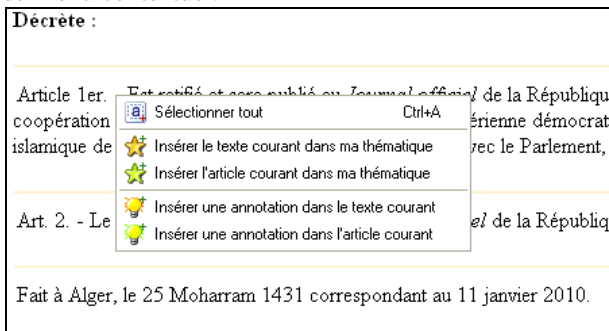 Décrète :
Article 1er. Est ratifié et sera publié au Journal officiel de la Républiqu
coopération érienne démocrat
islamique de vec le Parlement,
Sélectionner tout Ctrl+A
Insérer le texte courant dans ma thématique
Insérer l'article courant dans ma thématique
Insérer une annotation dans le texte courant
Insérer une annotation dans l'article courant
Art. 2. - Le el de la Républiq
Fait à Alger, le 25 Moharram 1431 correspondant au 11 janvier 2010.